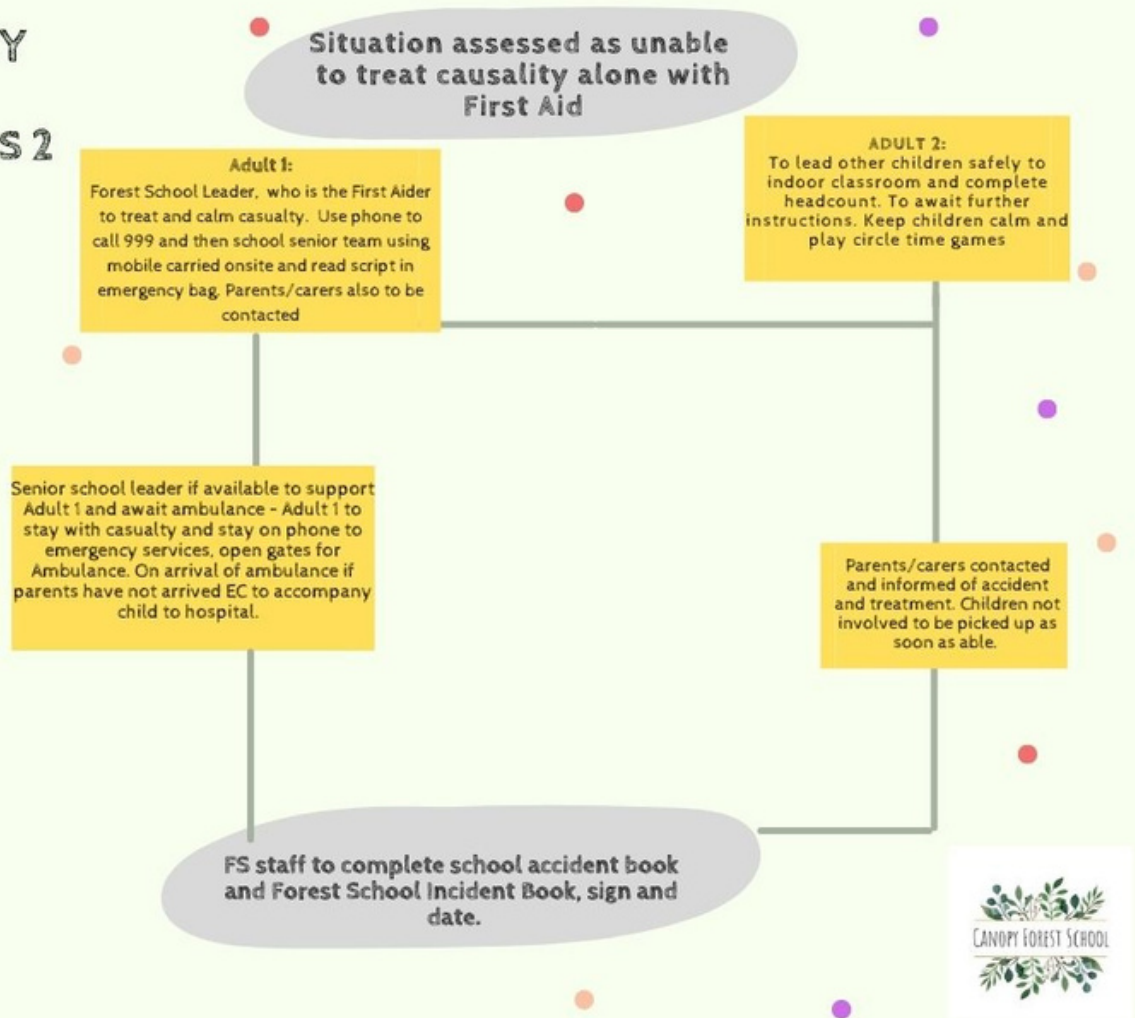 Y
S 2
Situation assessed as unable
to treat causality alone with
First Aid
Adult 1:
Forest School Leader, who is the First Aider
to treat and calm casualty. Use phone to
call 999 and then school senior team using
mobile carried onsite and read script in
emergency bag. Parents/carers also to be
contacted
ADULT 2:
To lead other children safely to
indoor classroom and complete
headcount. To await further
instructions. Keep children calm and
play circle time games
Senior school leader if available to support
Adult 1 and await ambulance - Adult 1 to
stay with casualty and stay on phone to
emergency services, open gates for
Ambulance. On arrival of ambulance if
parents have not arrived EC to accompany
child to hospital.
Parents/carers contacted
and informed of accident
and treatment. Children not
involved to be picked up as
soon as able.
FS staff to complete school accident book
and Forest School Incident Book, sign and
date.
CANOPY FOREST SCHOOL